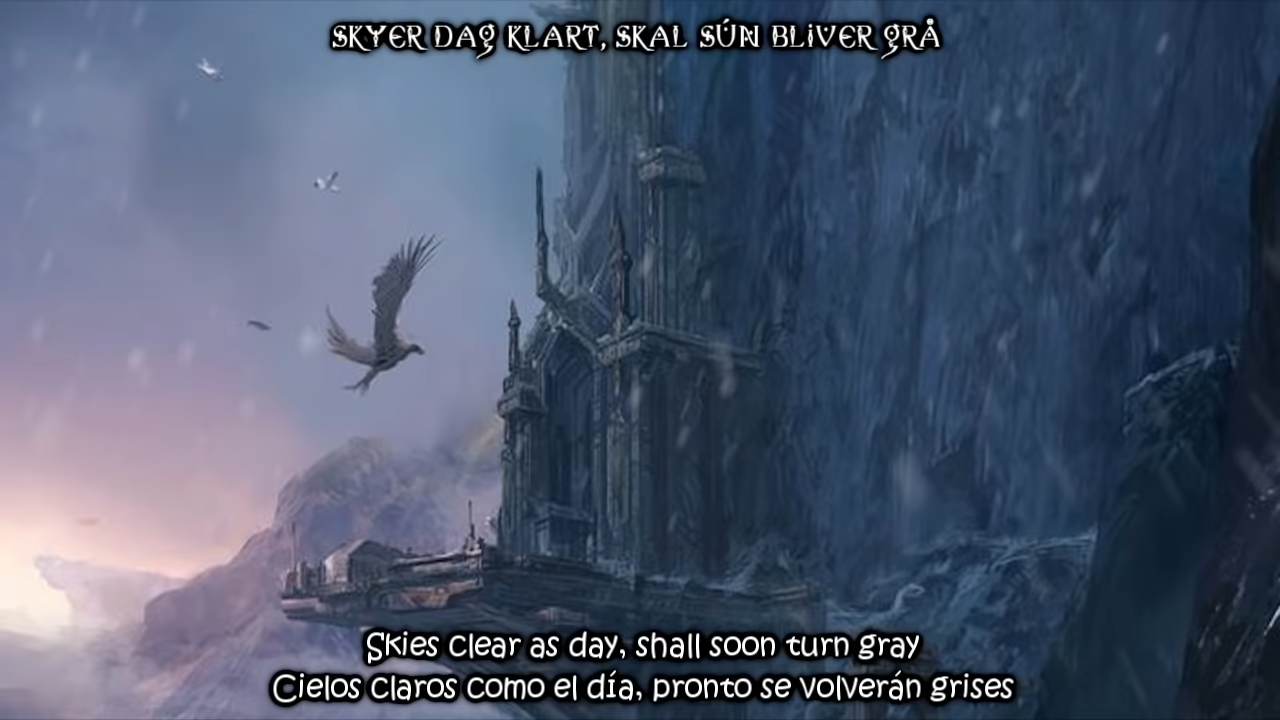 SKYER DAG KLART, SKAL SÚN BLIVER GRÅ
Skies clear as day, shall soon turn gray
Cielos claros como el día, pronto se volverán grises